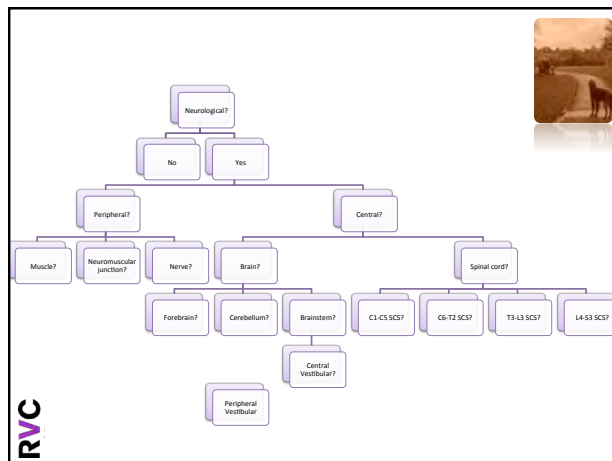 Neurological?
No
Yes
Peripheral?
Central?
Muscle?
Neuromuscular
junction?
Nerve?
Brain?
Spinal cord?
Forebrain?
Cerebellum?
Brainstem?
C1-C5 SCS?
C6-T2 SCS?
T3-L3 SCS?
L4-S3 SCS?
Central
Vestibular?
Peripheral
Vestibular
RVC